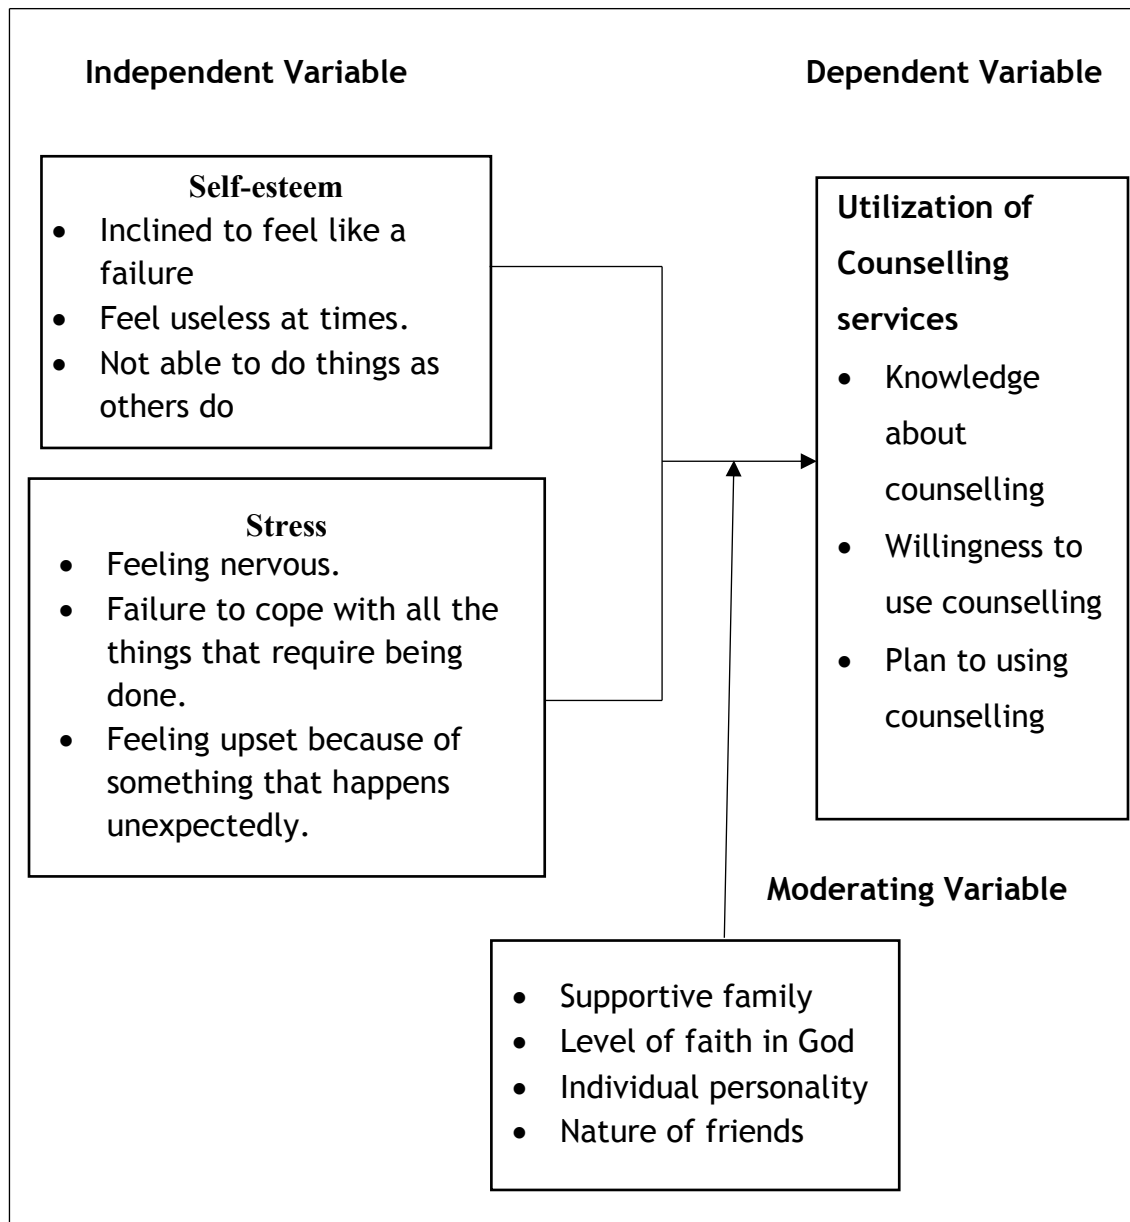 Independent Variable
Dependent Variable
Self-esteem
• Inclined to feel like a
failure
• Feel useless at times.
• Not able to do things as
others do
Stress
• Feeling nervous.
• Failure to cope with all the
things that require being
done.
• Feeling upset because of
something that happens
unexpectedly.
Utilization of
Counselling
services
• Knowledge
about
counselling
• Willingness to
use counselling
• Plan to using
counselling
Moderating Variable
• Supportive family
• Level of faith in God
• Individual personality
• Nature of friends